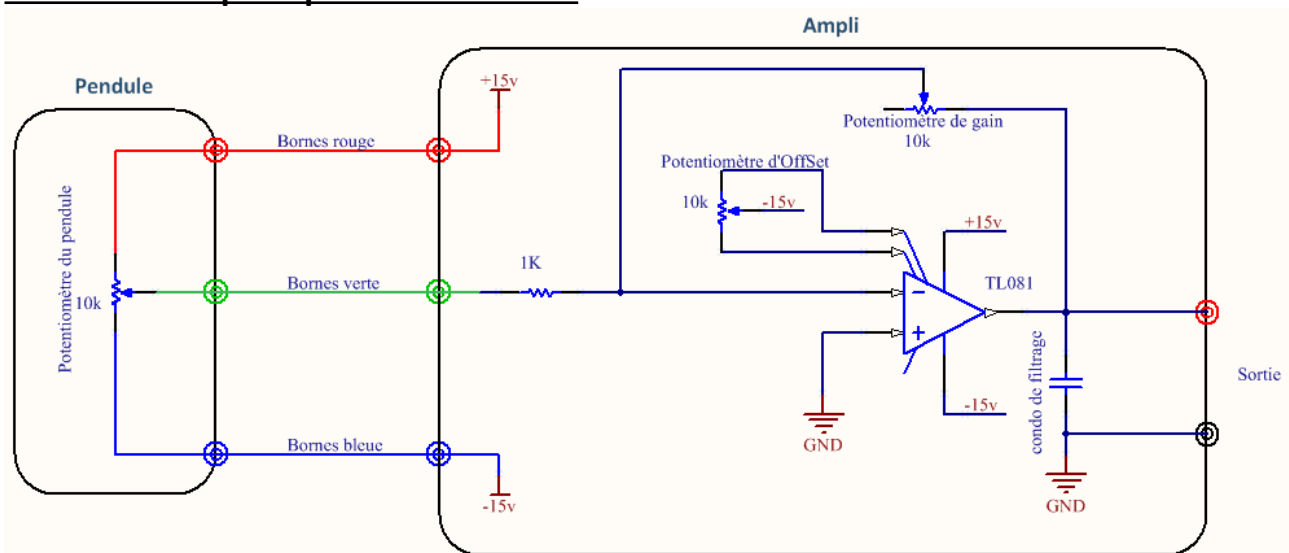 Ampli
Pendule
+15v
Bornes rouge
Potentiomètre de gain
10k
Potentiomètre d'OffSet
10k
-15v
+15v
Potentiomètre du pendule
10k
Bornes verte
1K
TL081
-
+
GND
-15v
condo de filtrage
Sortie
Bornes bleue
-15v
GND